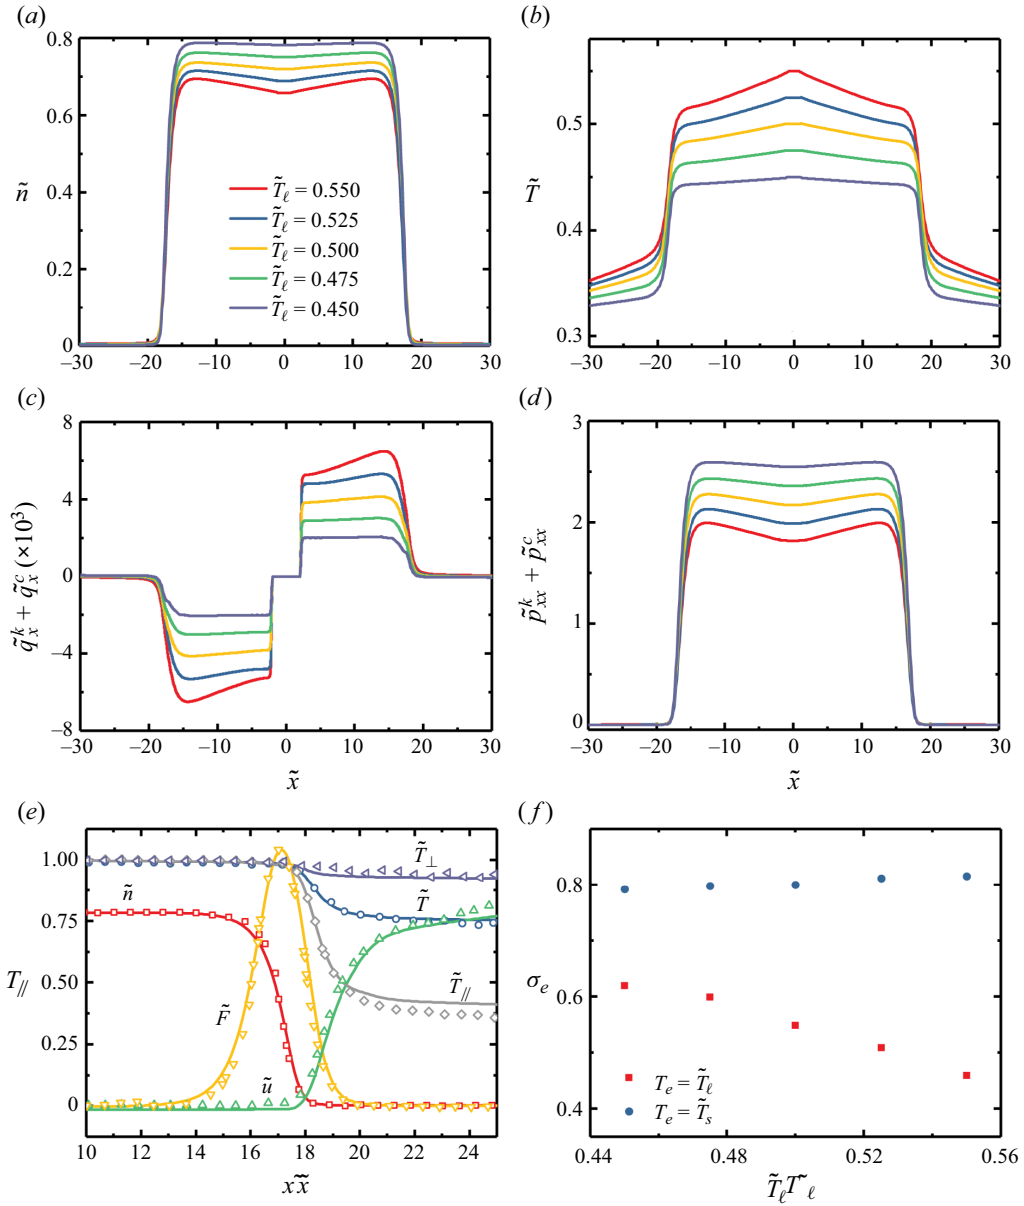 (a)
0.8
0.6
0.4
0.2
0
ñ
T̃ℓ = 0.550
T̃ℓ = 0.525
T̃ℓ = 0.500
T̃ℓ = 0.475
T̃ℓ = 0.450
−30 −20 −10 0 10 20 30
(b)
0.5
0.4
0.3
T̃
−30 −20 −10 0 10 20 30
(c)
8
4
0
−4
−8
q̃ₓᵏ + q̃ₓᶜ (×10³)
−30 −20 −10 0 10 20 30
x̃
(d)
3
2
1
0
p̃ₓₓᵏ + p̃ₓₓᶜ
−30 −20 −10 0 10 20 30
x̃
(e)
1.00
0.75
0.50
0.25
0
T//
ñ
F̃
ũ
T̃⊥
T̃
T̃//
10 12 14 16 18 20 22 24
xx̃
(f)
0.8
0.6
0.4
σₑ
Tₑ = T̃ℓ
Tₑ = T̃ₛ
0.44 0.48 0.52 0.56
T̃ℓT˜ℓ